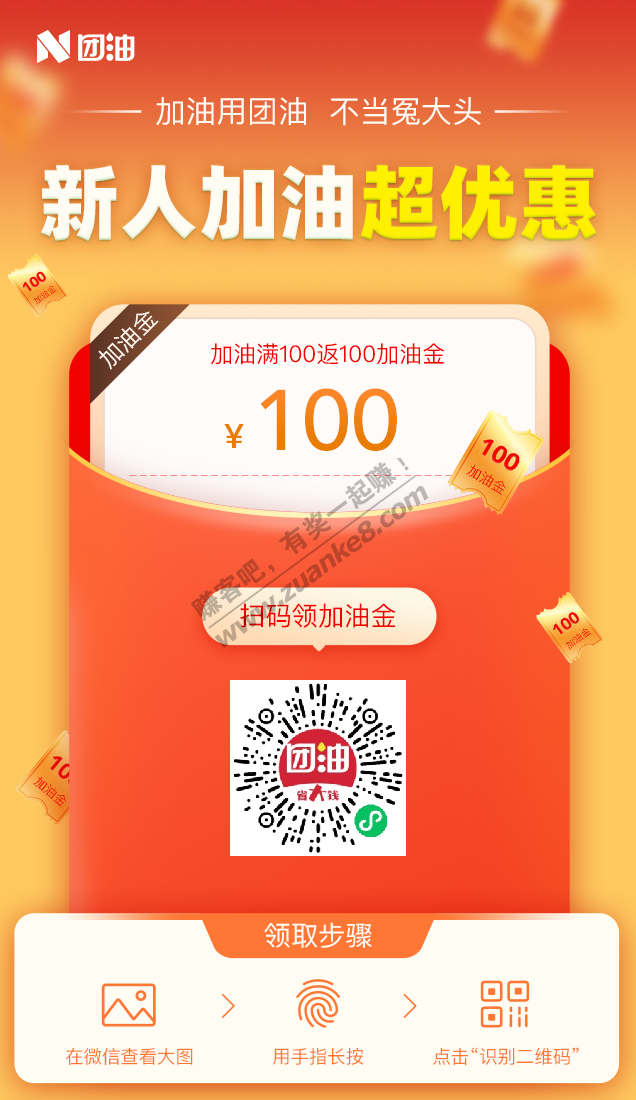 团油
加油用团油 不当冤大头
新人加油超优惠
100
加油金
加油金
加油满100返100加油金
¥ 100
100
加油金
赚客吧，有奖一起赚！
www.zuanke8.com
扫码领加油金
100
加油金
团油
省大钱
10
加油金
领取步骤
在微信查看大图
用手指长按
点击“识别二维码”